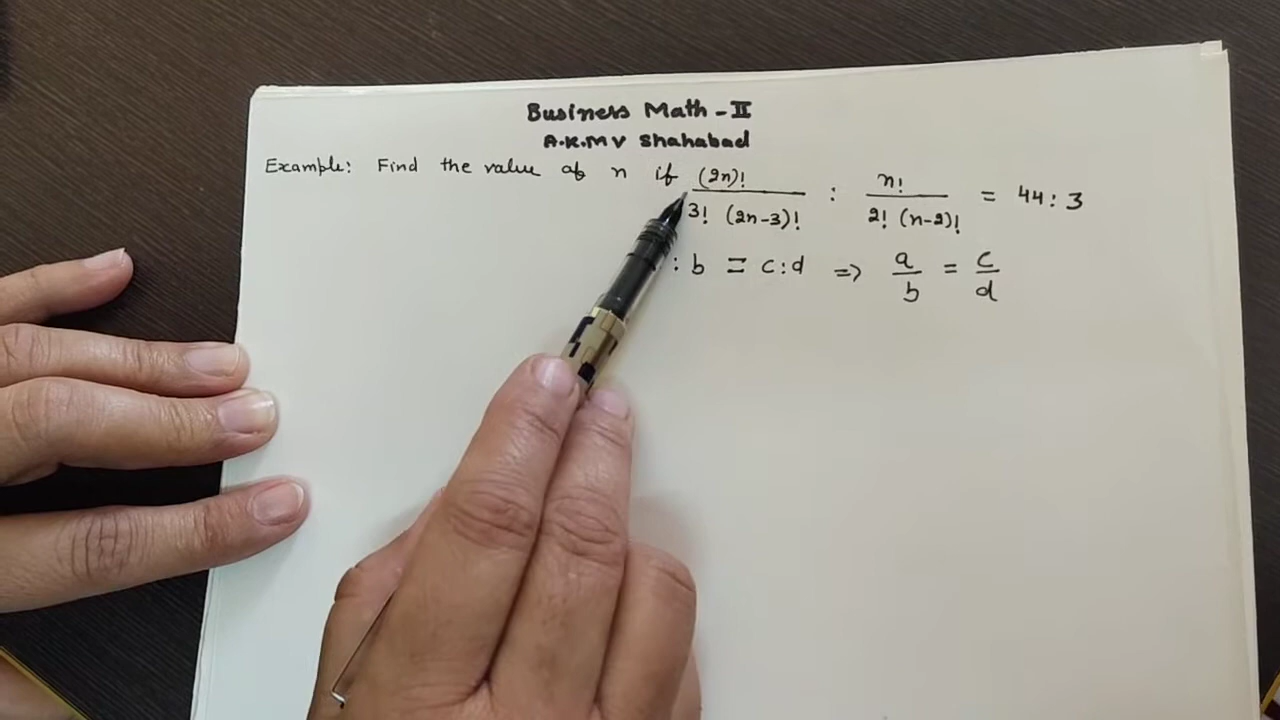 Business Math - II
A.K.M.V Shahabad
Example: Find the value of n if (2n)! / 3! (2n-3)! : n! / 2! (n-2)! = 44 : 3
: b = c : d => a/b = c/d